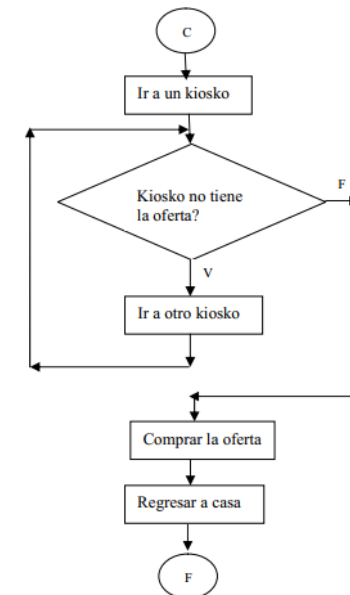 C
Ir a un kiosko
Kiosko no tiene
la oferta?
F
V
Ir a otro kiosko
Comprar la oferta
Regresar a casa
F